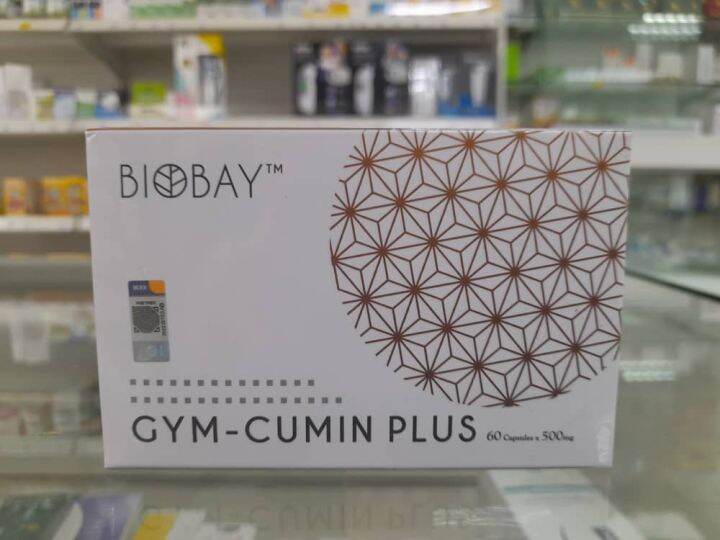 BIOBAY™
GYM-CUMIN PLUS 60 Capsules x 500mg